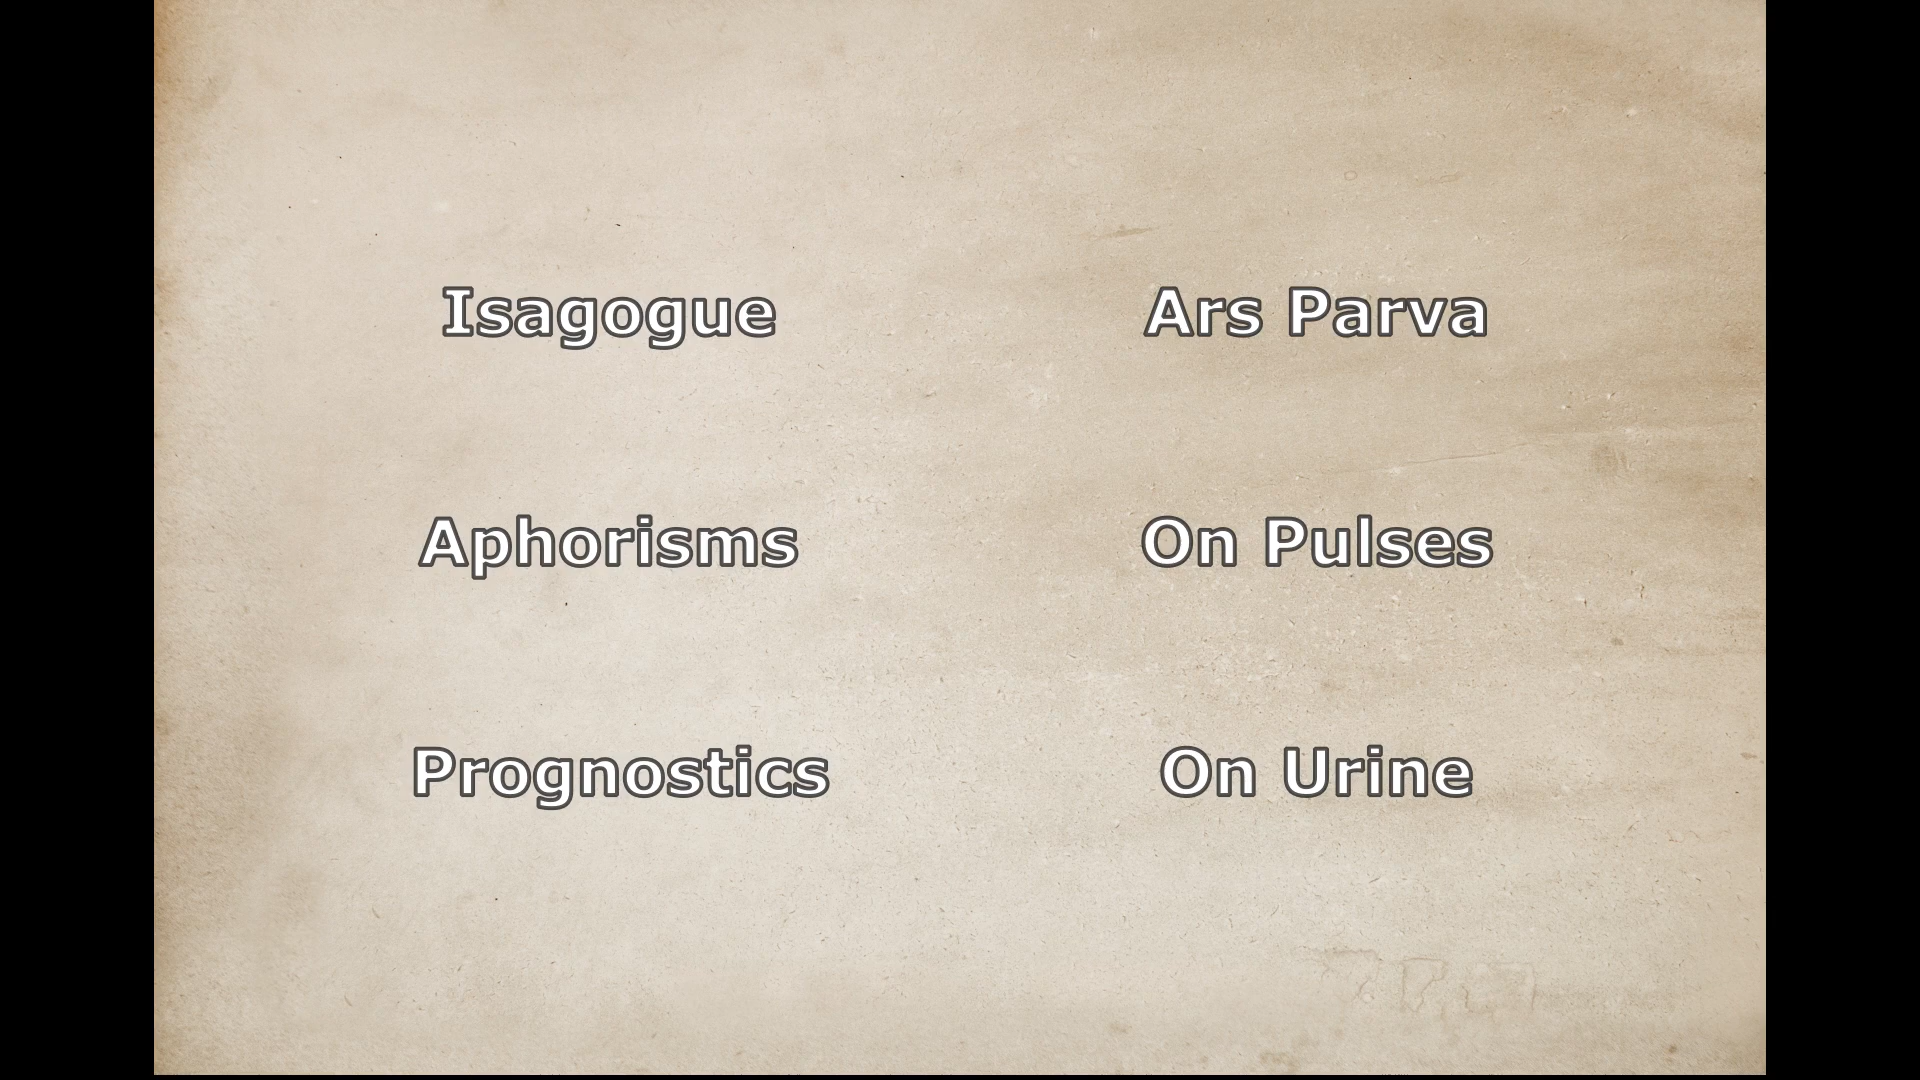 Isagogue
Ars Parva
Aphorisms
On Pulses
Prognostics
On Urine